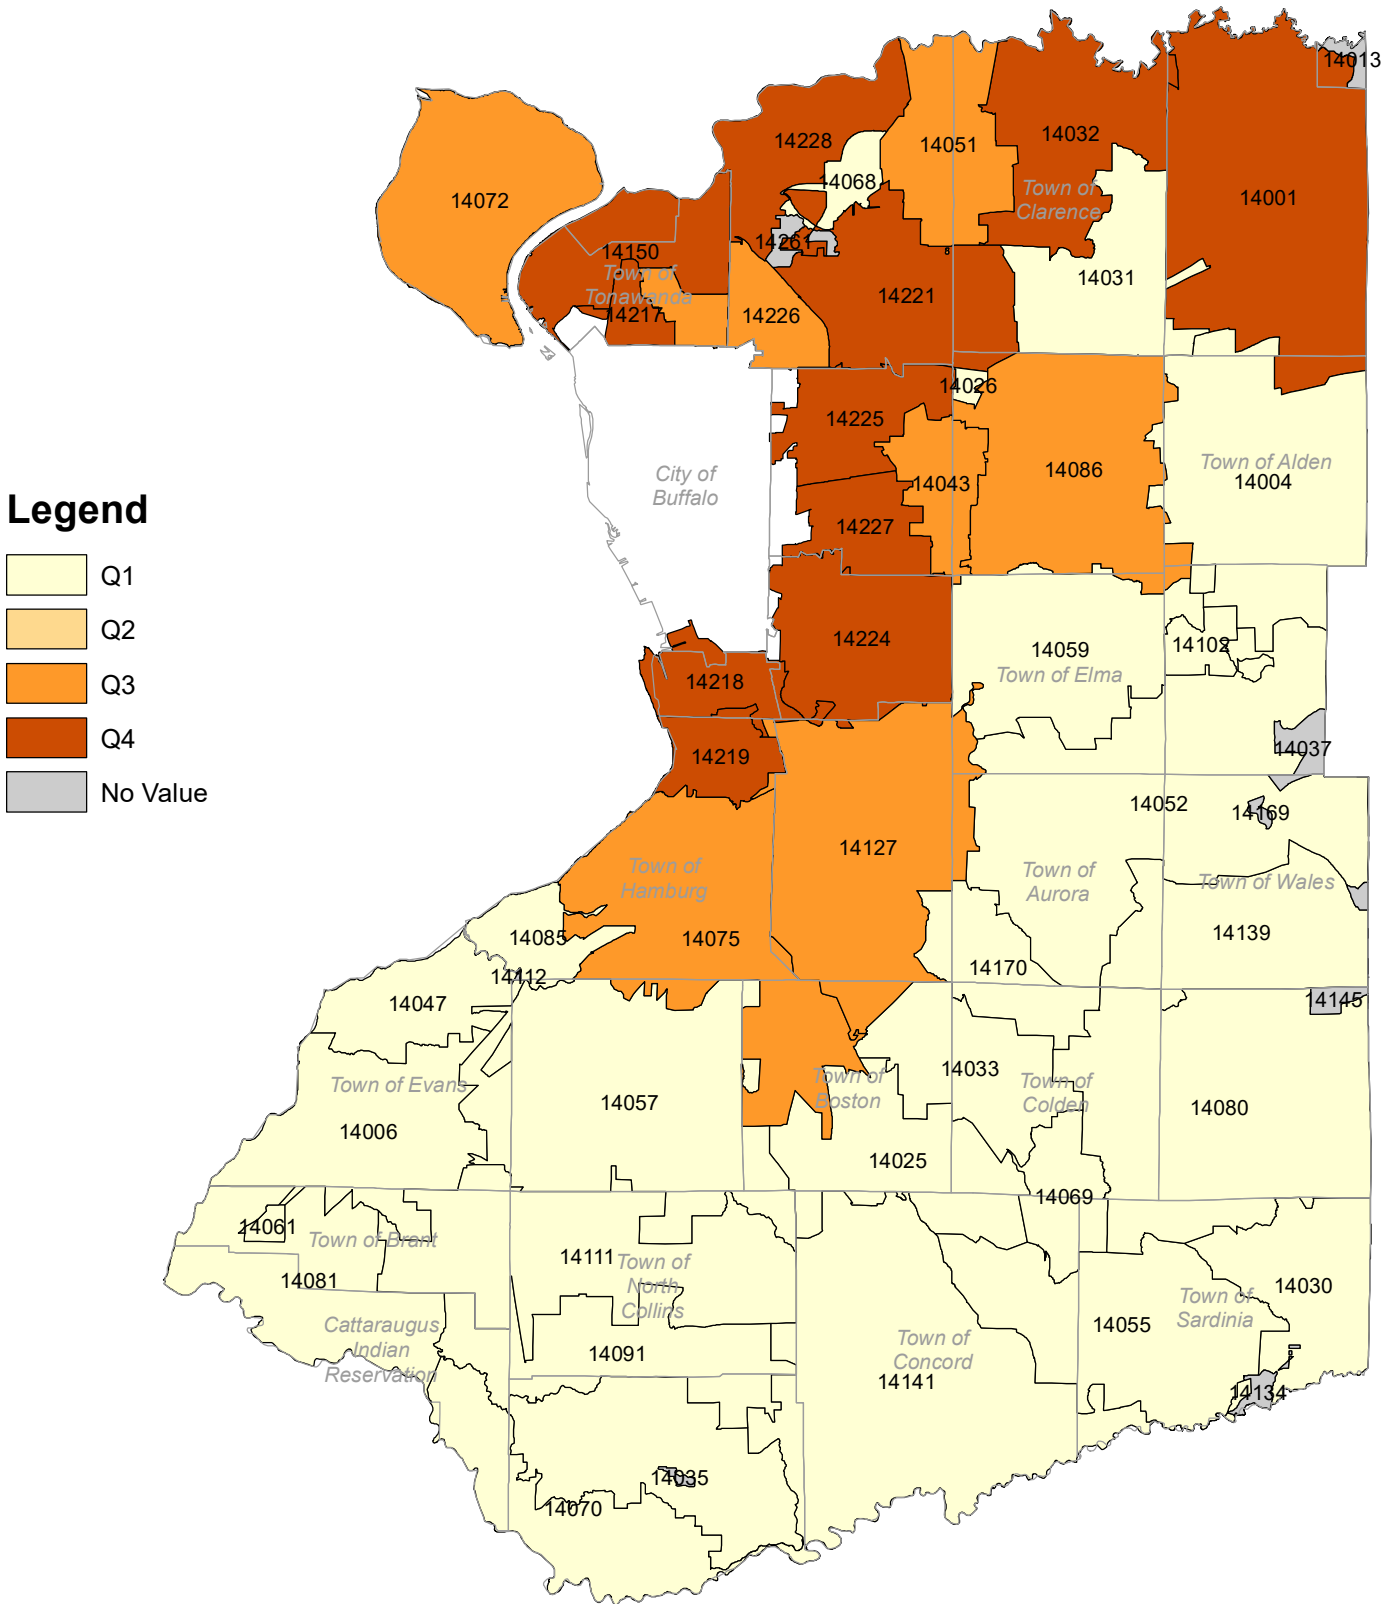 14013
14228
14051
14032
14068
14072
Town of
Clarence
14001
14261
14150
Town of
Tonawanda
14031
14221
14217
14226
14026
14225
14086
Town of Alden
14004
City of
Buffalo
14043
Legend
14227
Q1
Q2
14224
14059
14102
Town of Elma
Q3
14218
Q4
14219
14037
No Value
14052
14169
14127
Town of
Hamburg
Town of
Aurora
Town of Wales
14085
14075
14139
14170
14112
14047
14145
14033
Town of Evans
Town of
Boston
Town of
Colden
14057
14080
14006
14025
14069
14061
Town of Brant
14111
Town of
North
Collins
14081
14030
Town of
Sardinia
Cattaraugus
Indian
Reservation
14055
Town of
Concord
14091
14141
14134
14035
14070